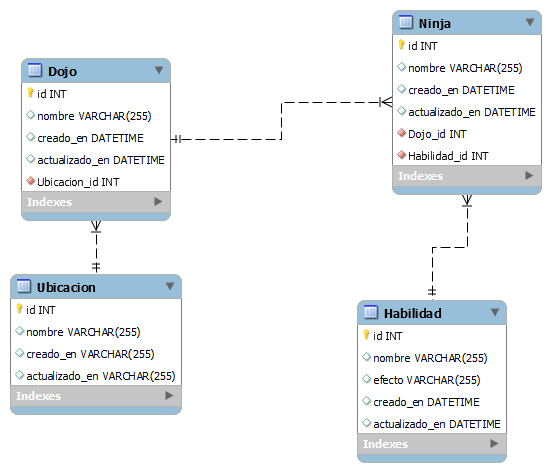 Dojo
id INT
nombre VARCHAR(255)
creado_en DATETIME
actualizado_en DATETIME
Ubicacion_id INT
Indexes
Ninja
id INT
nombre VARCHAR(255)
creado_en DATETIME
actualizado_en DATETIME
Dojo_id INT
Habilidad_id INT
Indexes
Ubicacion
id INT
nombre VARCHAR(255)
creado_en VARCHAR(255)
actualizado_en VARCHAR(255)
Indexes
Habilidad
id INT
nombre VARCHAR(255)
efecto VARCHAR(255)
creado_en DATETIME
actualizado_en DATETIME
Indexes